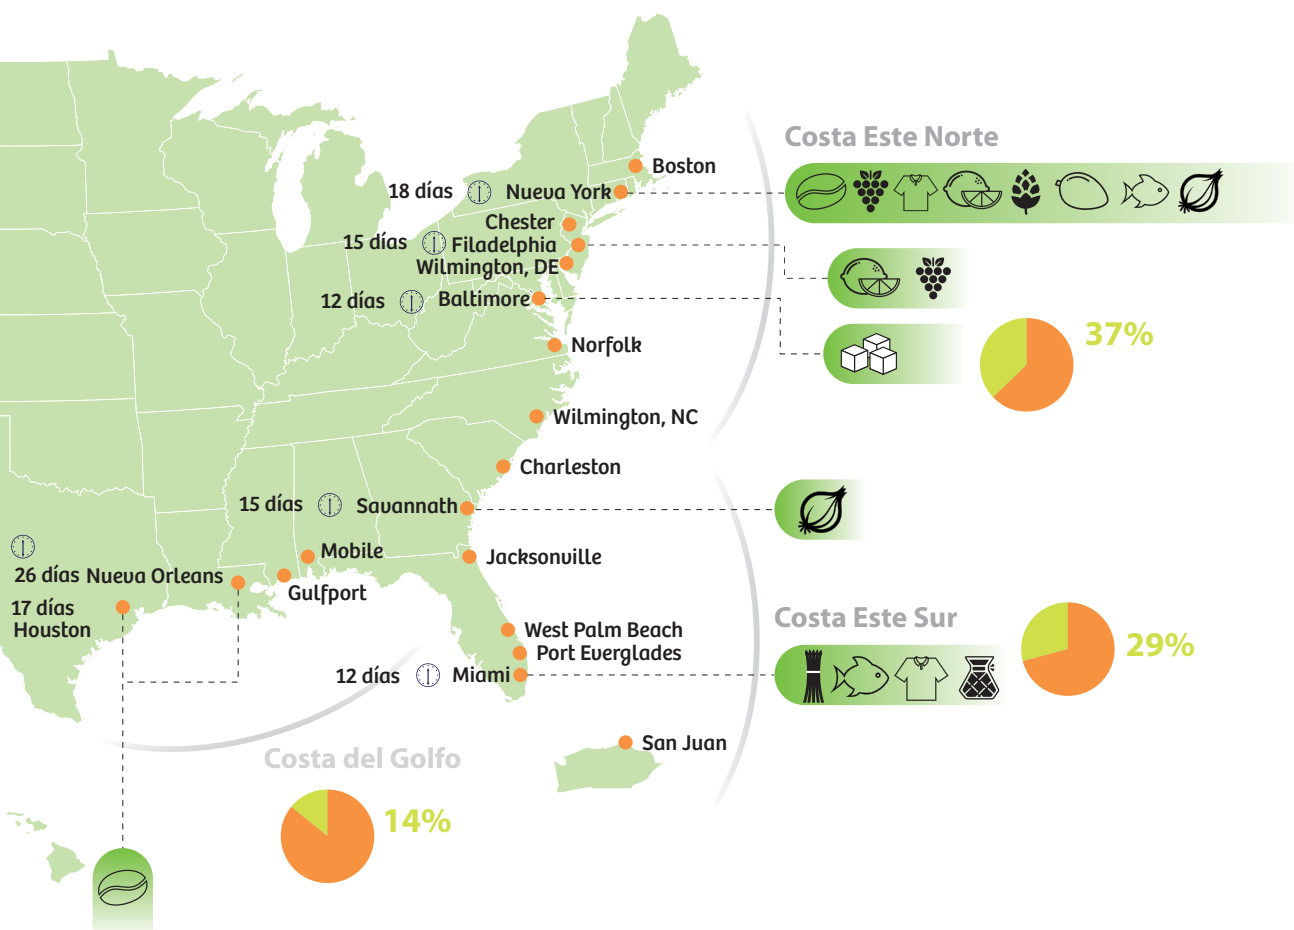 Costa Este Norte
Boston
18 días
Nueva York
Chester
15 días
Filadelphia
Wilmington, DE
12 días
Baltimore
Norfolk
37%
Wilmington, NC
Charleston
15 días
Savannath
Mobile
Jacksonville
26 días
Nueva Orleans
Gulfport
17 días
Houston
Costa Este Sur
West Palm Beach
Port Everglades
29%
12 días
Miami
San Juan
Costa del Golfo
14%